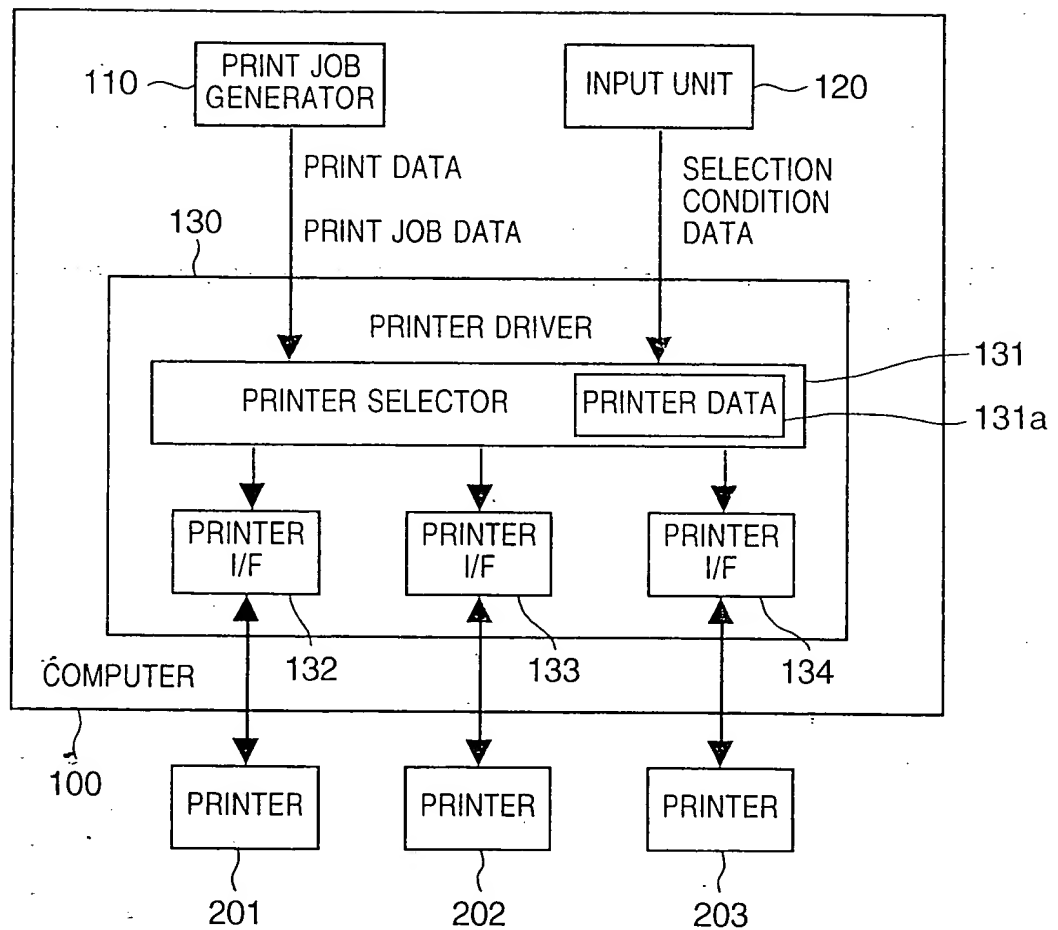 110
PRINT JOB
GENERATOR
INPUT UNIT
120
PRINT DATA
PRINT JOB DATA
SELECTION
CONDITION
DATA
130
PRINTER DRIVER
PRINTER SELECTOR
PRINTER DATA
131
131a
PRINTER
I/F
PRINTER
I/F
PRINTER
I/F
132
133
134
COMPUTER
100
PRINTER
PRINTER
PRINTER
201
202
203